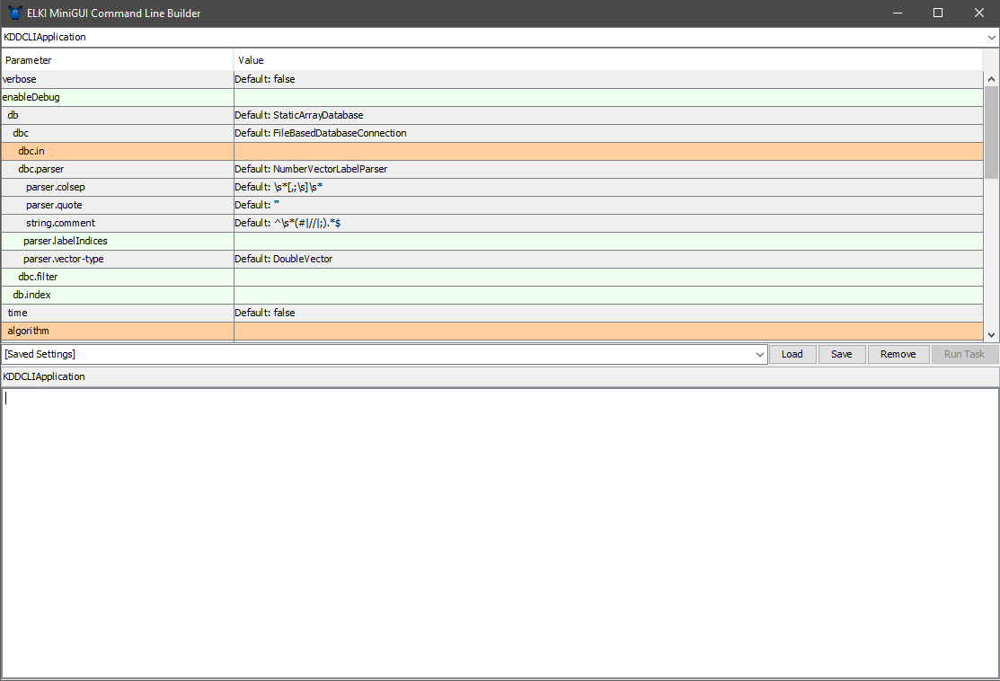 ELKI MiniGUI Command Line Builder
KDDCLIApplication
Parameter Value
verbose Default: false
enableDebug
db Default: StaticArrayDatabase
dbc Default: FileBasedDatabaseConnection
dbc.in
dbc.parser Default: NumberVectorLabelParser
parser.colsep Default: \s*[,;\s]\s*
parser.quote Default: "
string.comment Default: ^\s*(#|//|;).*$
parser.labelIndices
parser.vector-type Default: DoubleVector
dbc.filter
db.index
time Default: false
algorithm
[Saved Settings] Load Save Remove Run Task
KDDCLIApplication